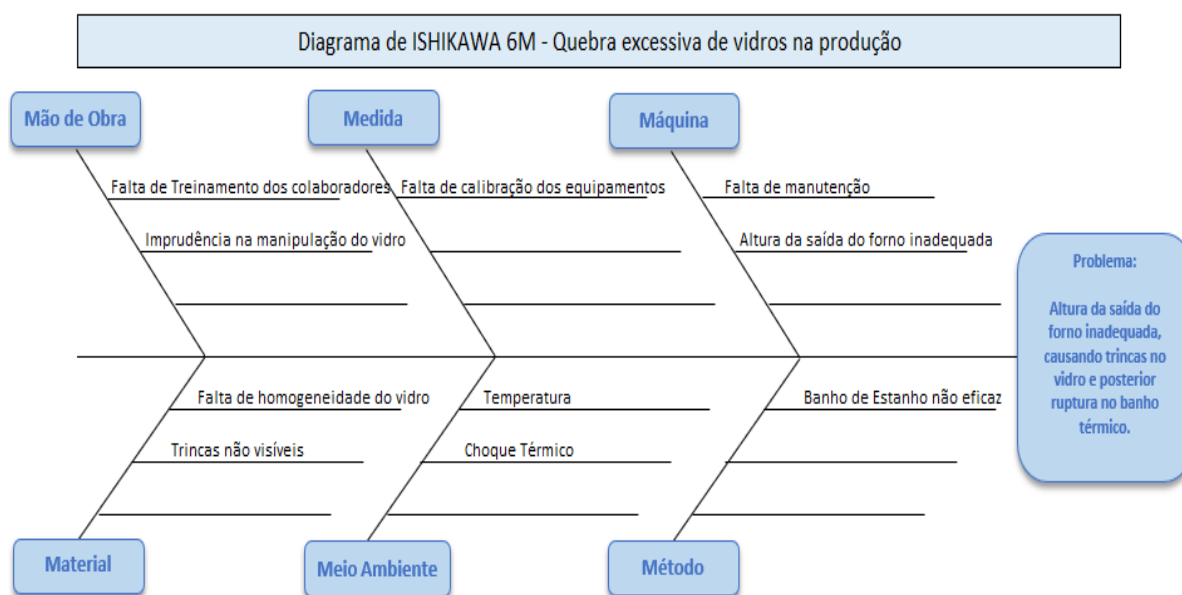 Diagrama de ISHIKAWA 6M - Quebra excessiva de vidros na produção
Mão de Obra
Medida
Máquina
Falta de Treinamento dos colaboradores
Falta de calibração dos equipamentos
Falta de manutenção
Imprudência na manipulação do vidro
Altura da saída do forno inadequada
Problema:
Altura da saída do
forno inadequada,
causando trincas no
vidro e posterior
ruptura no banho
térmico.
Falta de homogeneidade do vidro
Temperatura
Banho de Estanho não eficaz
Trincas não visíveis
Choque Térmico
Material
Meio Ambiente
Método